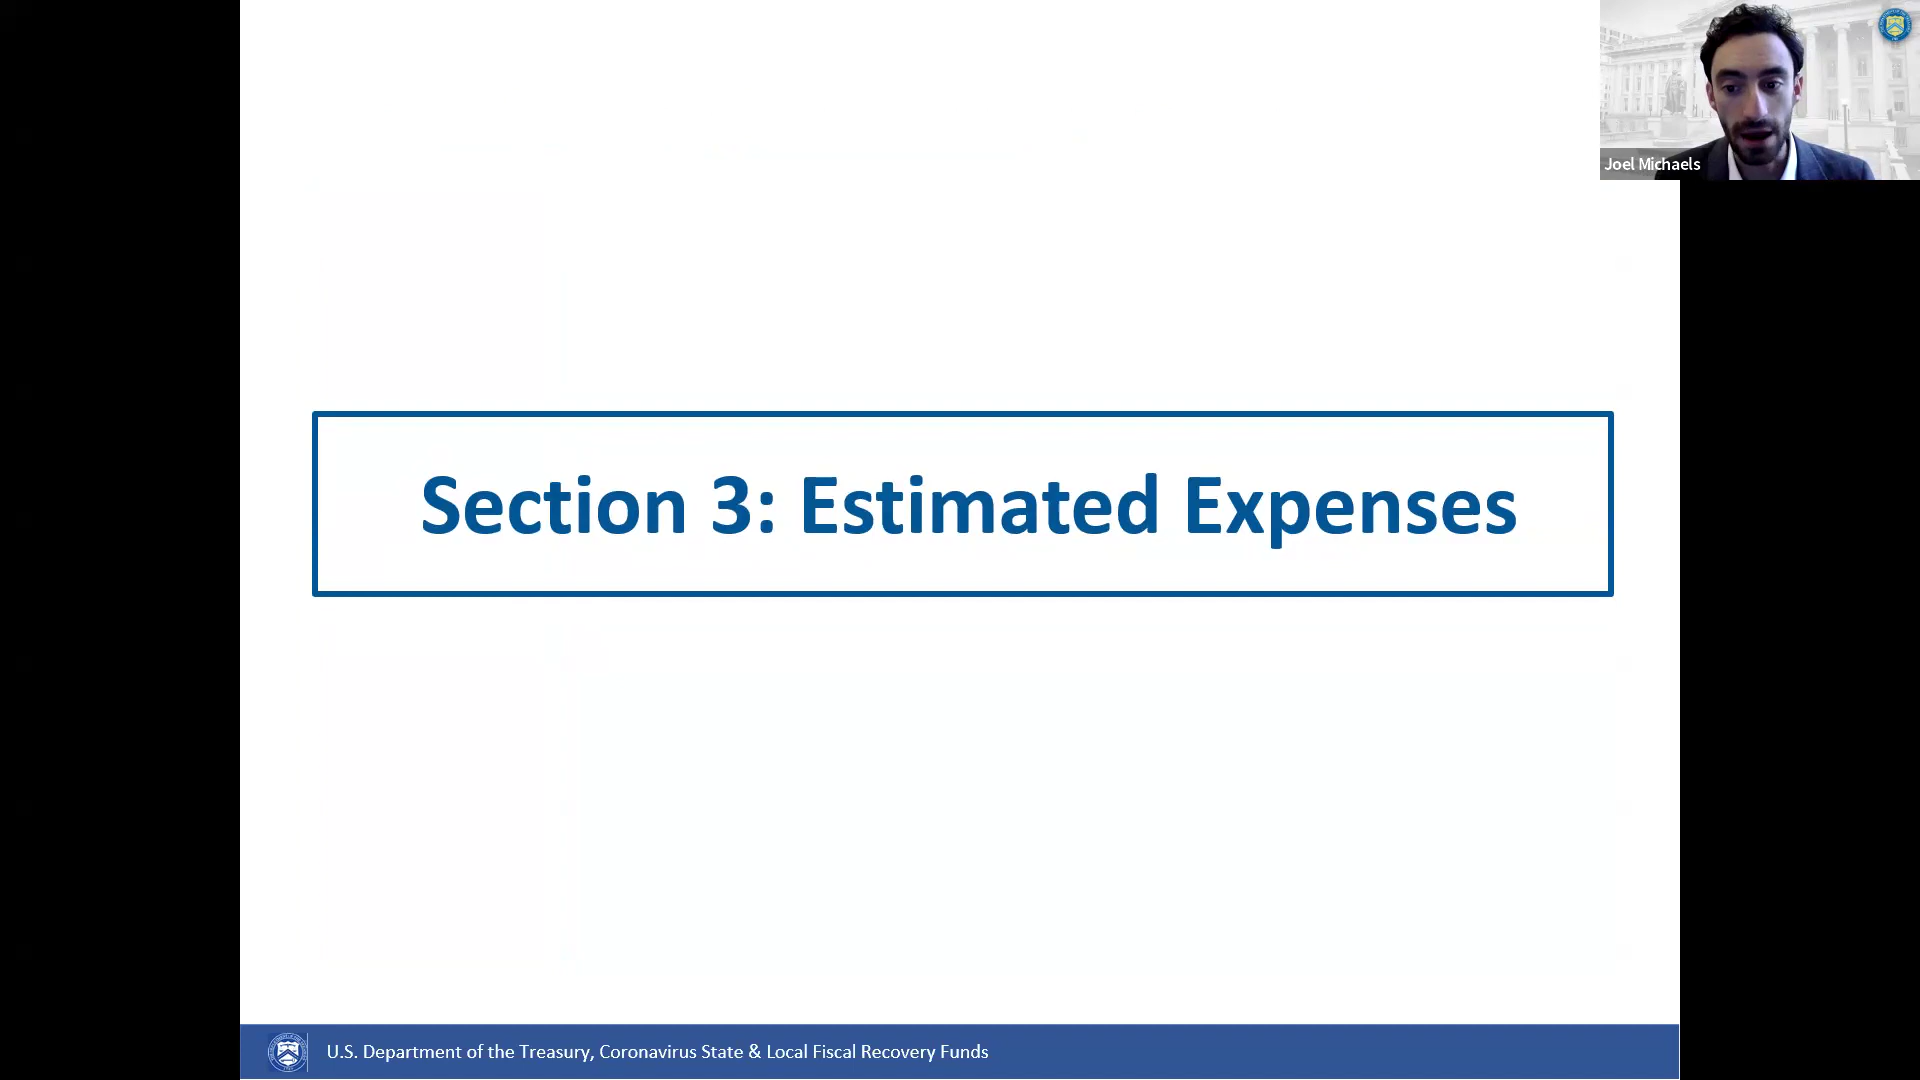 Joel Michaels
Section 3: Estimated Expenses
U.S. Department of the Treasury, Coronavirus State & Local Fiscal Recovery Funds